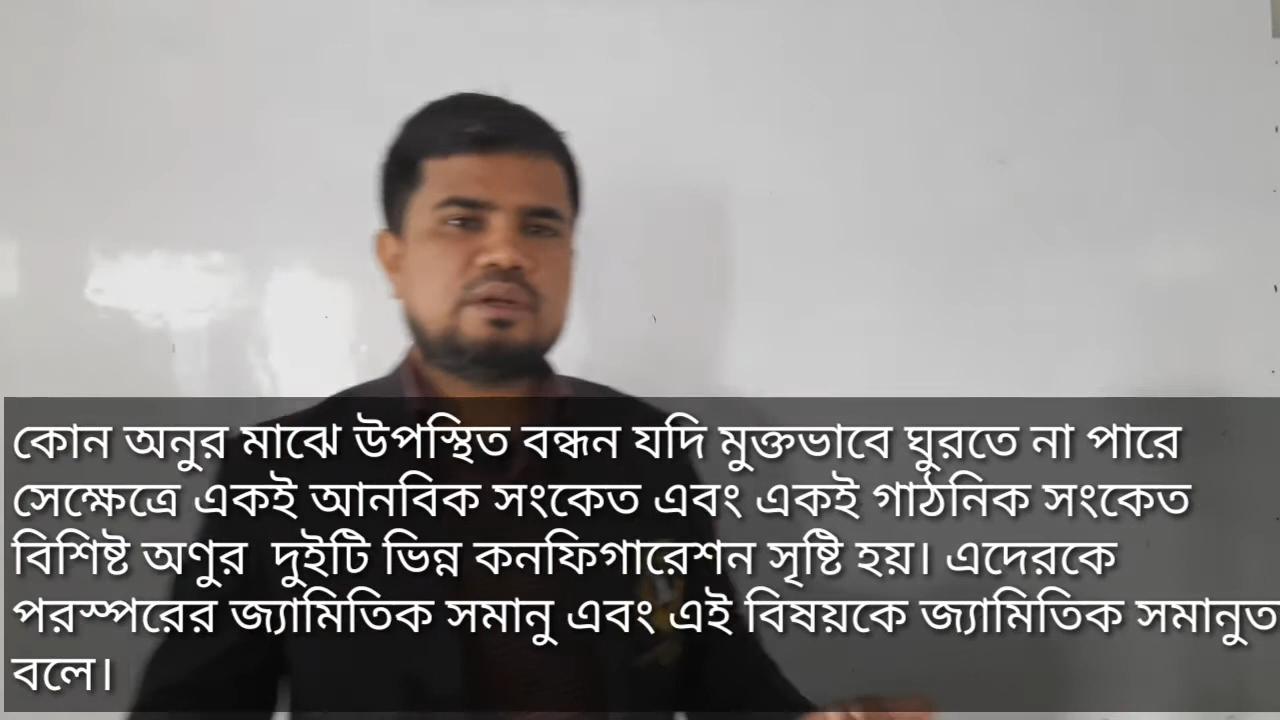 কোন অনুর মাঝে উপস্থিত বন্ধন যদি মুক্তভাবে ঘুরতে না পারে
সেক্ষেত্রে একই আনবিক সংকেত এবং একই গাঠনিক সংকেত
বিশিষ্ট অণুর দুইটি ভিন্ন কনফিগারেশন সৃষ্টি হয়। এদেরকে
পরস্পরের জ্যামিতিক সমানু এবং এই বিষয়কে জ্যামিতিক সমানুত
বলে।